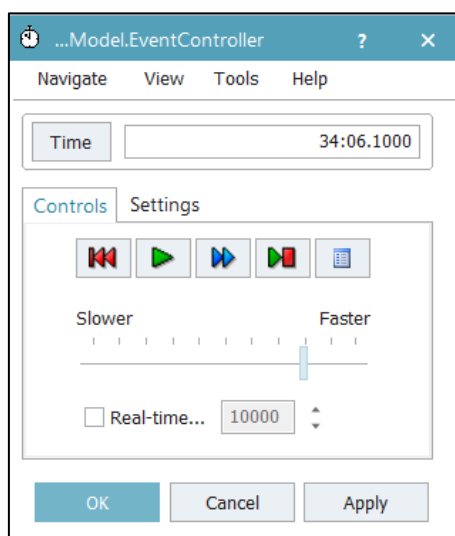 ...Model.EventController ? ×
Navigate View Tools Help
Time 34:06.1000
Controls Settings
Slower Faster
Real-time... 10000
OK Cancel Apply